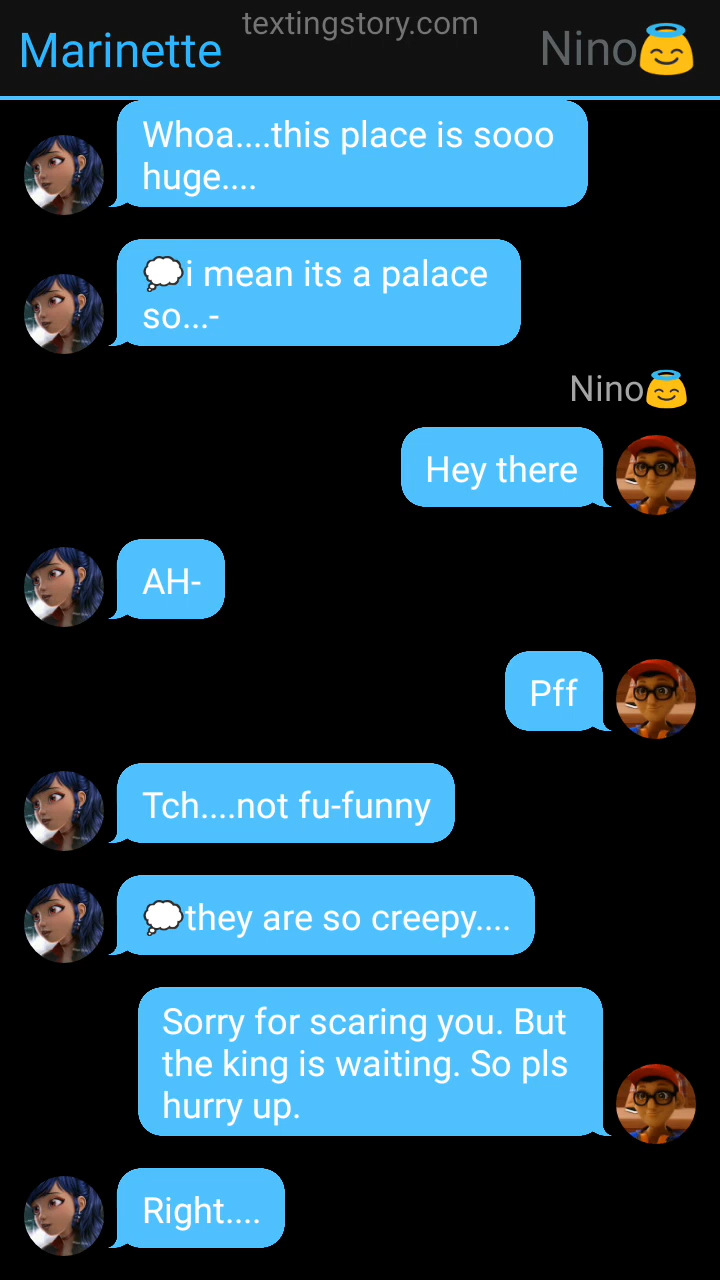 textingstory.com
Marinette
Nino😇
Whoa....this place is sooo
huge....
💭i mean its a palace
so...-
Nino😇
Hey there
AH-
Pff
Tch....not fu-funny
💭they are so creepy....
Sorry for scaring you. But
the king is waiting. So pls
hurry up.
Right....